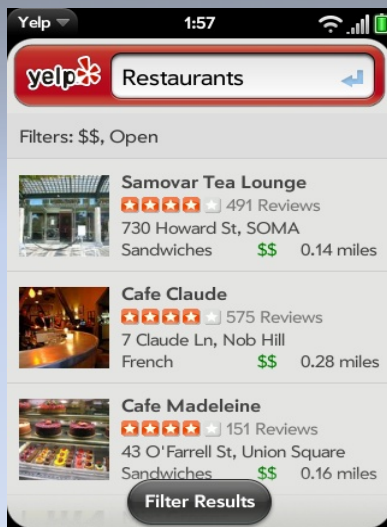 Yelp 1:57
yelp Restaurants
Filters: $$, Open
Samovar Tea Lounge
491 Reviews
730 Howard St, SOMA
Sandwiches $$ 0.14 miles
Cafe Claude
575 Reviews
7 Claude Ln, Nob Hill
French $$ 0.28 miles
Cafe Madeleine
151 Reviews
43 O'Farrell St, Union Square
Sandwiches $$ 0.16 miles
Filter Results